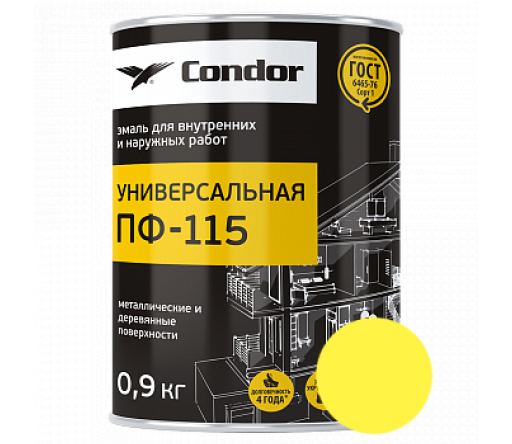 Condor
ГОСТ
6465-76
Сорт 1
эмаль для внутренних
и наружных работ
УНИВЕРСАЛЬНАЯ
ПФ-115
металлические и
деревянные
поверхности
0,9 кг
ДОЛГОВЕЧНОСТЬ
4 ГОДА*